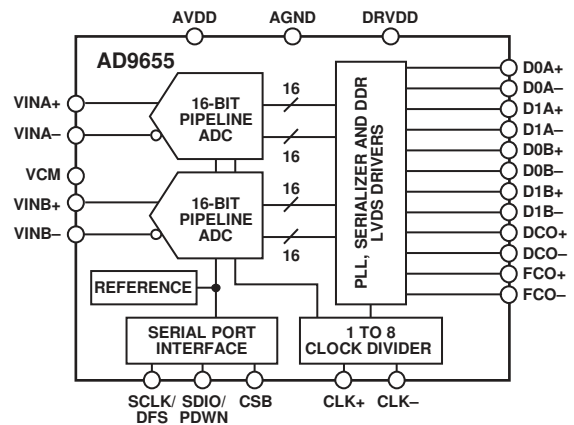 AVDD AGND DRVDD
AD9655
VINA+
VINA–
VCM
VINB+
VINB–
16-BIT
PIPELINE
ADC
16
16
16-BIT
PIPELINE
ADC
16
16
PLL, SERIALIZER AND DDR
LVDS DRIVERS
D0A+
D0A–
D1A+
D1A–
D0B+
D0B–
D1B+
D1B–
DCO+
DCO–
FCO+
FCO–
REFERENCE
SERIAL PORT
INTERFACE
1 TO 8
CLOCK DIVIDER
SCLK/
DFS
SDIO/
PDWN
CSB
CLK+
CLK–